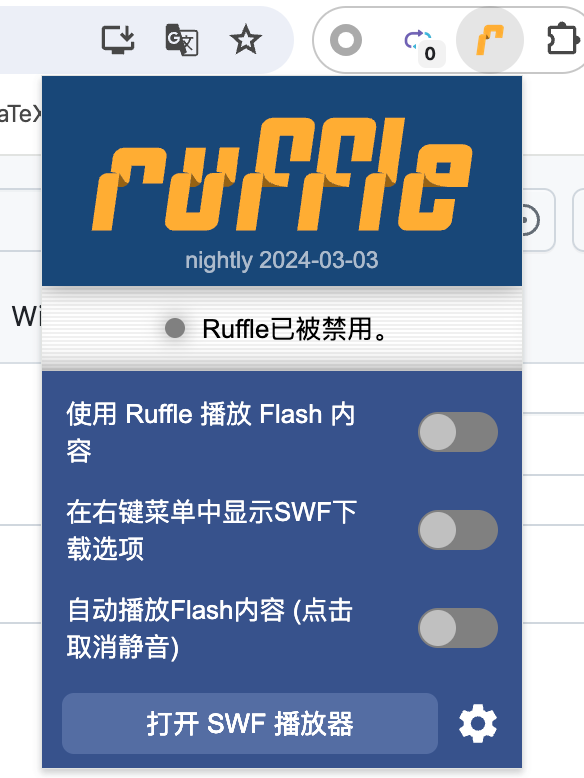 0
aTeX
ruffle
nightly 2024-03-03
Wi
Ruffle已被禁用。
使用 Ruffle 播放 Flash 内
容
在右键菜单中显示SWF下
载选项
自动播放Flash内容 (点击
取消静音)
打开 SWF 播放器